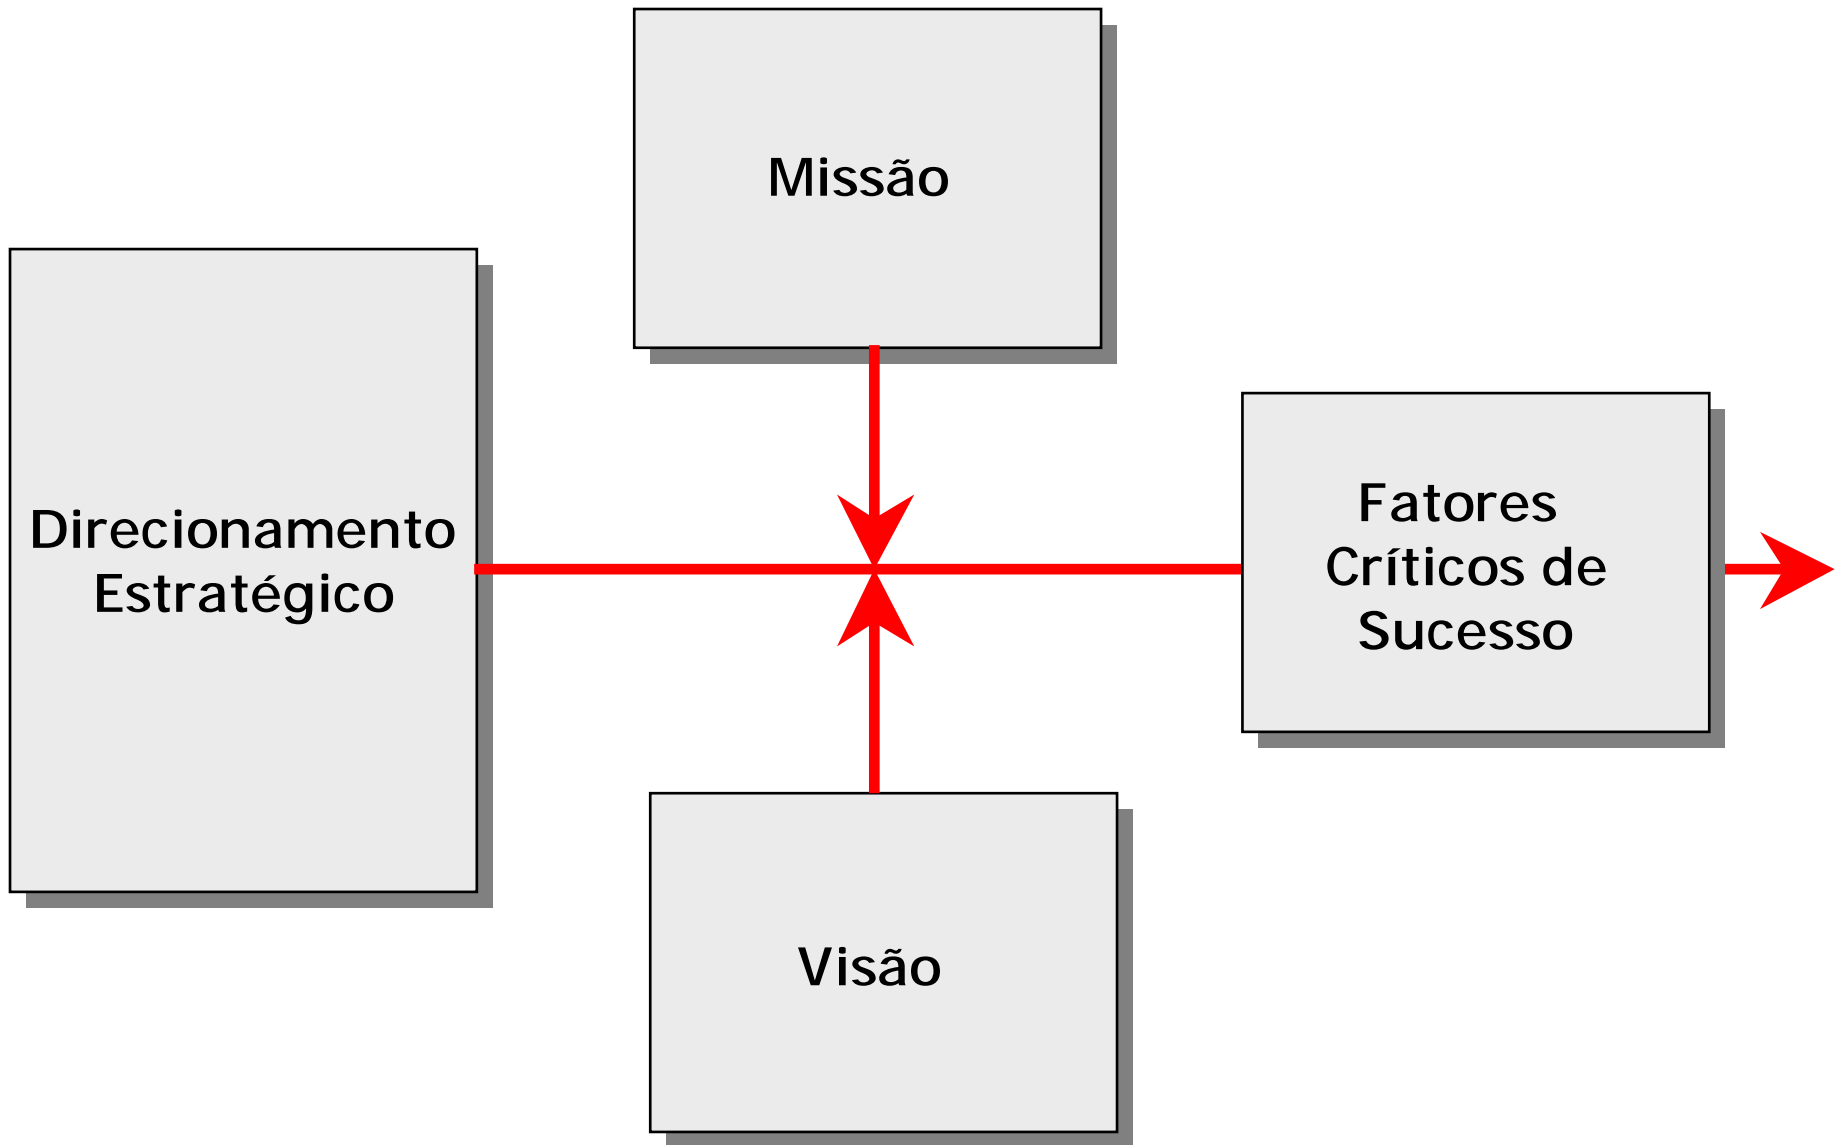 Missão
Direcionamento
Estratégico
Fatores
Críticos de
Sucesso
Visão